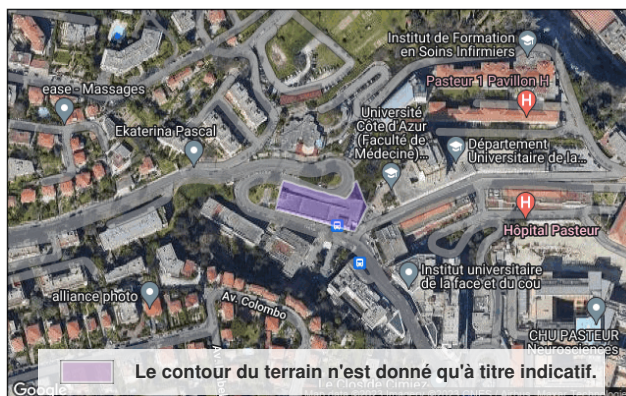 Institut de Formation
en Soins Infirmiers
Pasteur 1 Pavillon H
ease - Massages
Ekaterina Pascal
Université
Côte d'Azur
(Faculté de
Médecine)...
Département
Universitaire de la...
Hôpital Pasteur
Institut universitaire
de la face et du cou
alliance photo
Av. Colombo
CHU PASTEUR
Neurosciences
Le contour du terrain n'est donné qu'à titre indicatif.
Le Clos de Cimiez
Google